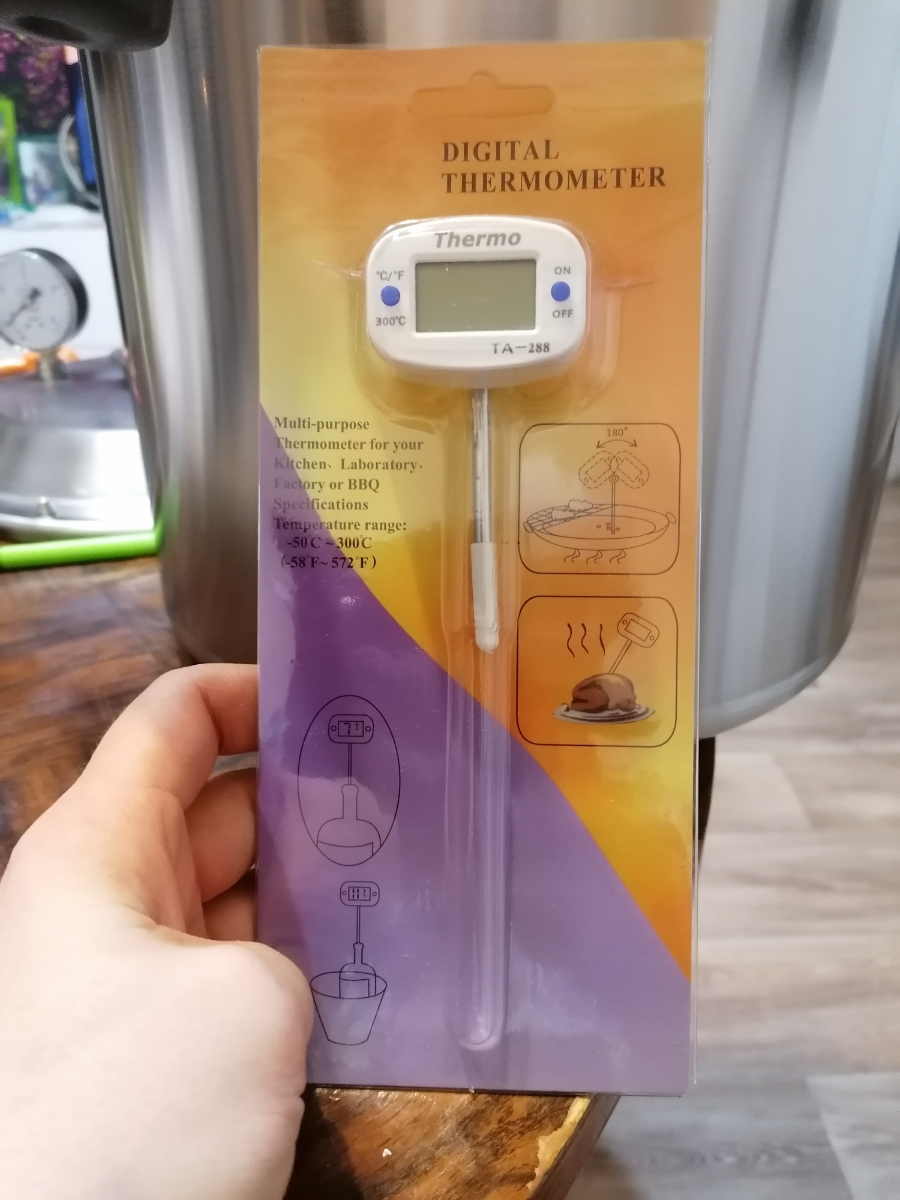 DIGITAL
THERMOMETER
Thermo
°C/°F
ON
300°C
OFF
TA-288
Multi-purpose
Thermometer for your
Kitchen、Laboratory、
Factory or BBQ
Specifications
Temperature range:
-50°C ~ 300°C
(-58°F~ 572°F)
180°